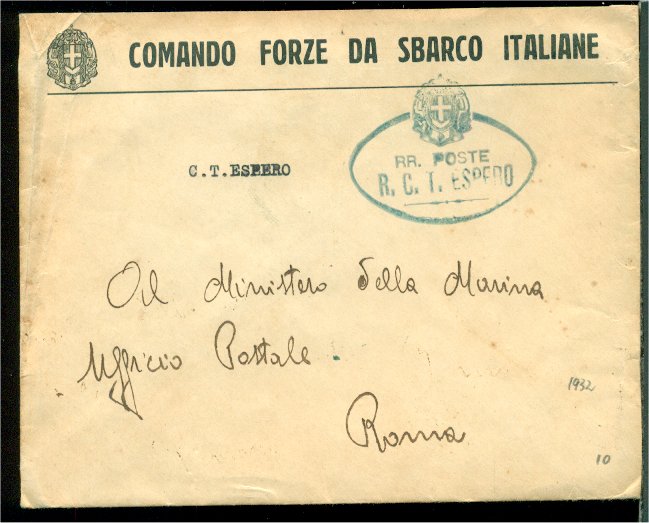 COMANDO FORZE DA SBARCO ITALIANE
RR. POSTE
R. C. T. ESPERO
C.T.ESPERO
Al Ministero della Marina
Ufficio Postale.
Roma
1932
10